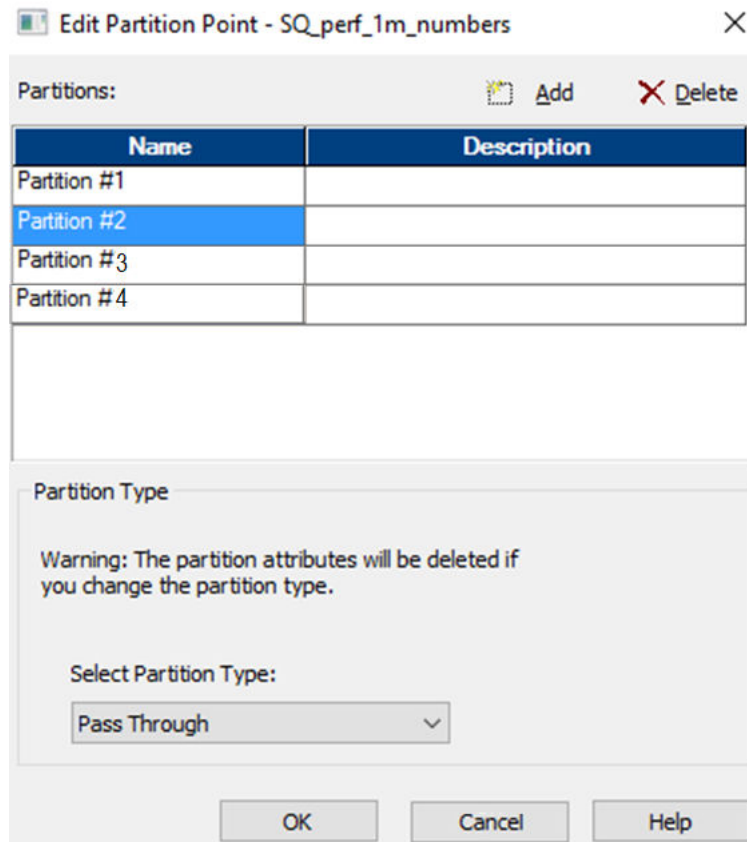 Edit Partition Point - SQ_perf_1m_numbers
Partitions: Add Delete
Name Description
Partition #1
Partition #2
Partition #3
Partition #4
Partition Type
Warning: The partition attributes will be deleted if
you change the partition type.
Select Partition Type:
Pass Through
OK Cancel Help